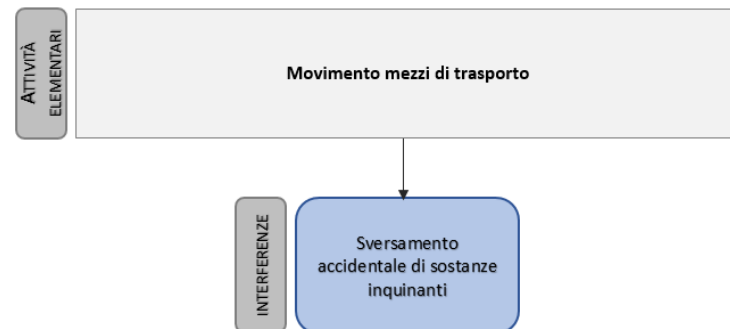 ATTIVITÀ
ELEMENTARI
Movimento mezzi di trasporto
INTERFERENZE
Sversamento
accidentale di sostanze
inquinanti